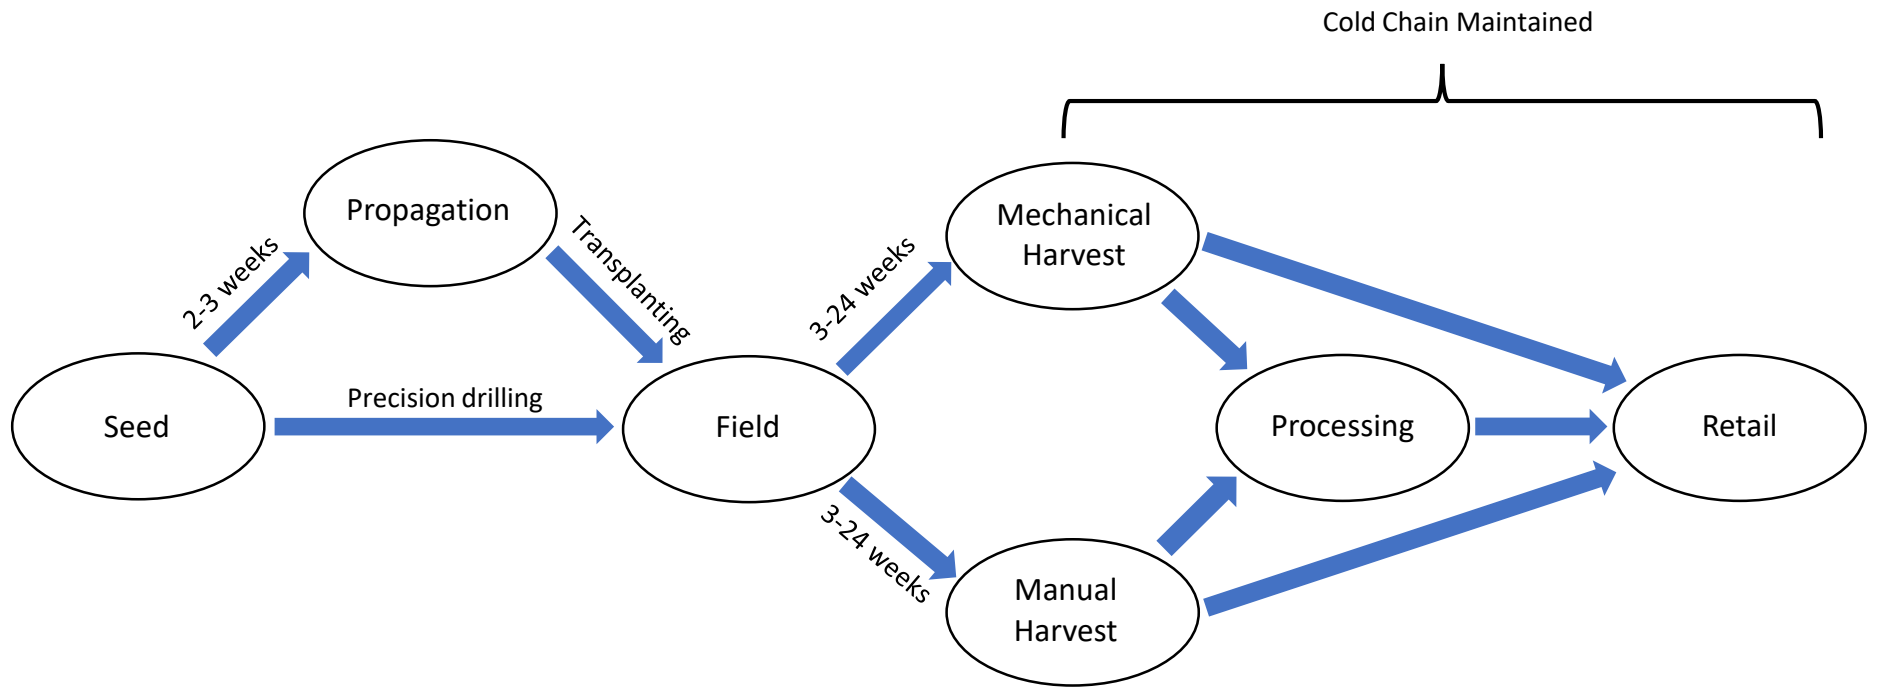 Cold Chain Maintained
Propagation
Mechanical
Harvest
2-3 weeks
Transplanting
3-24 weeks
Seed
Precision drilling
Field
Processing
Retail
3-24 weeks
Manual
Harvest